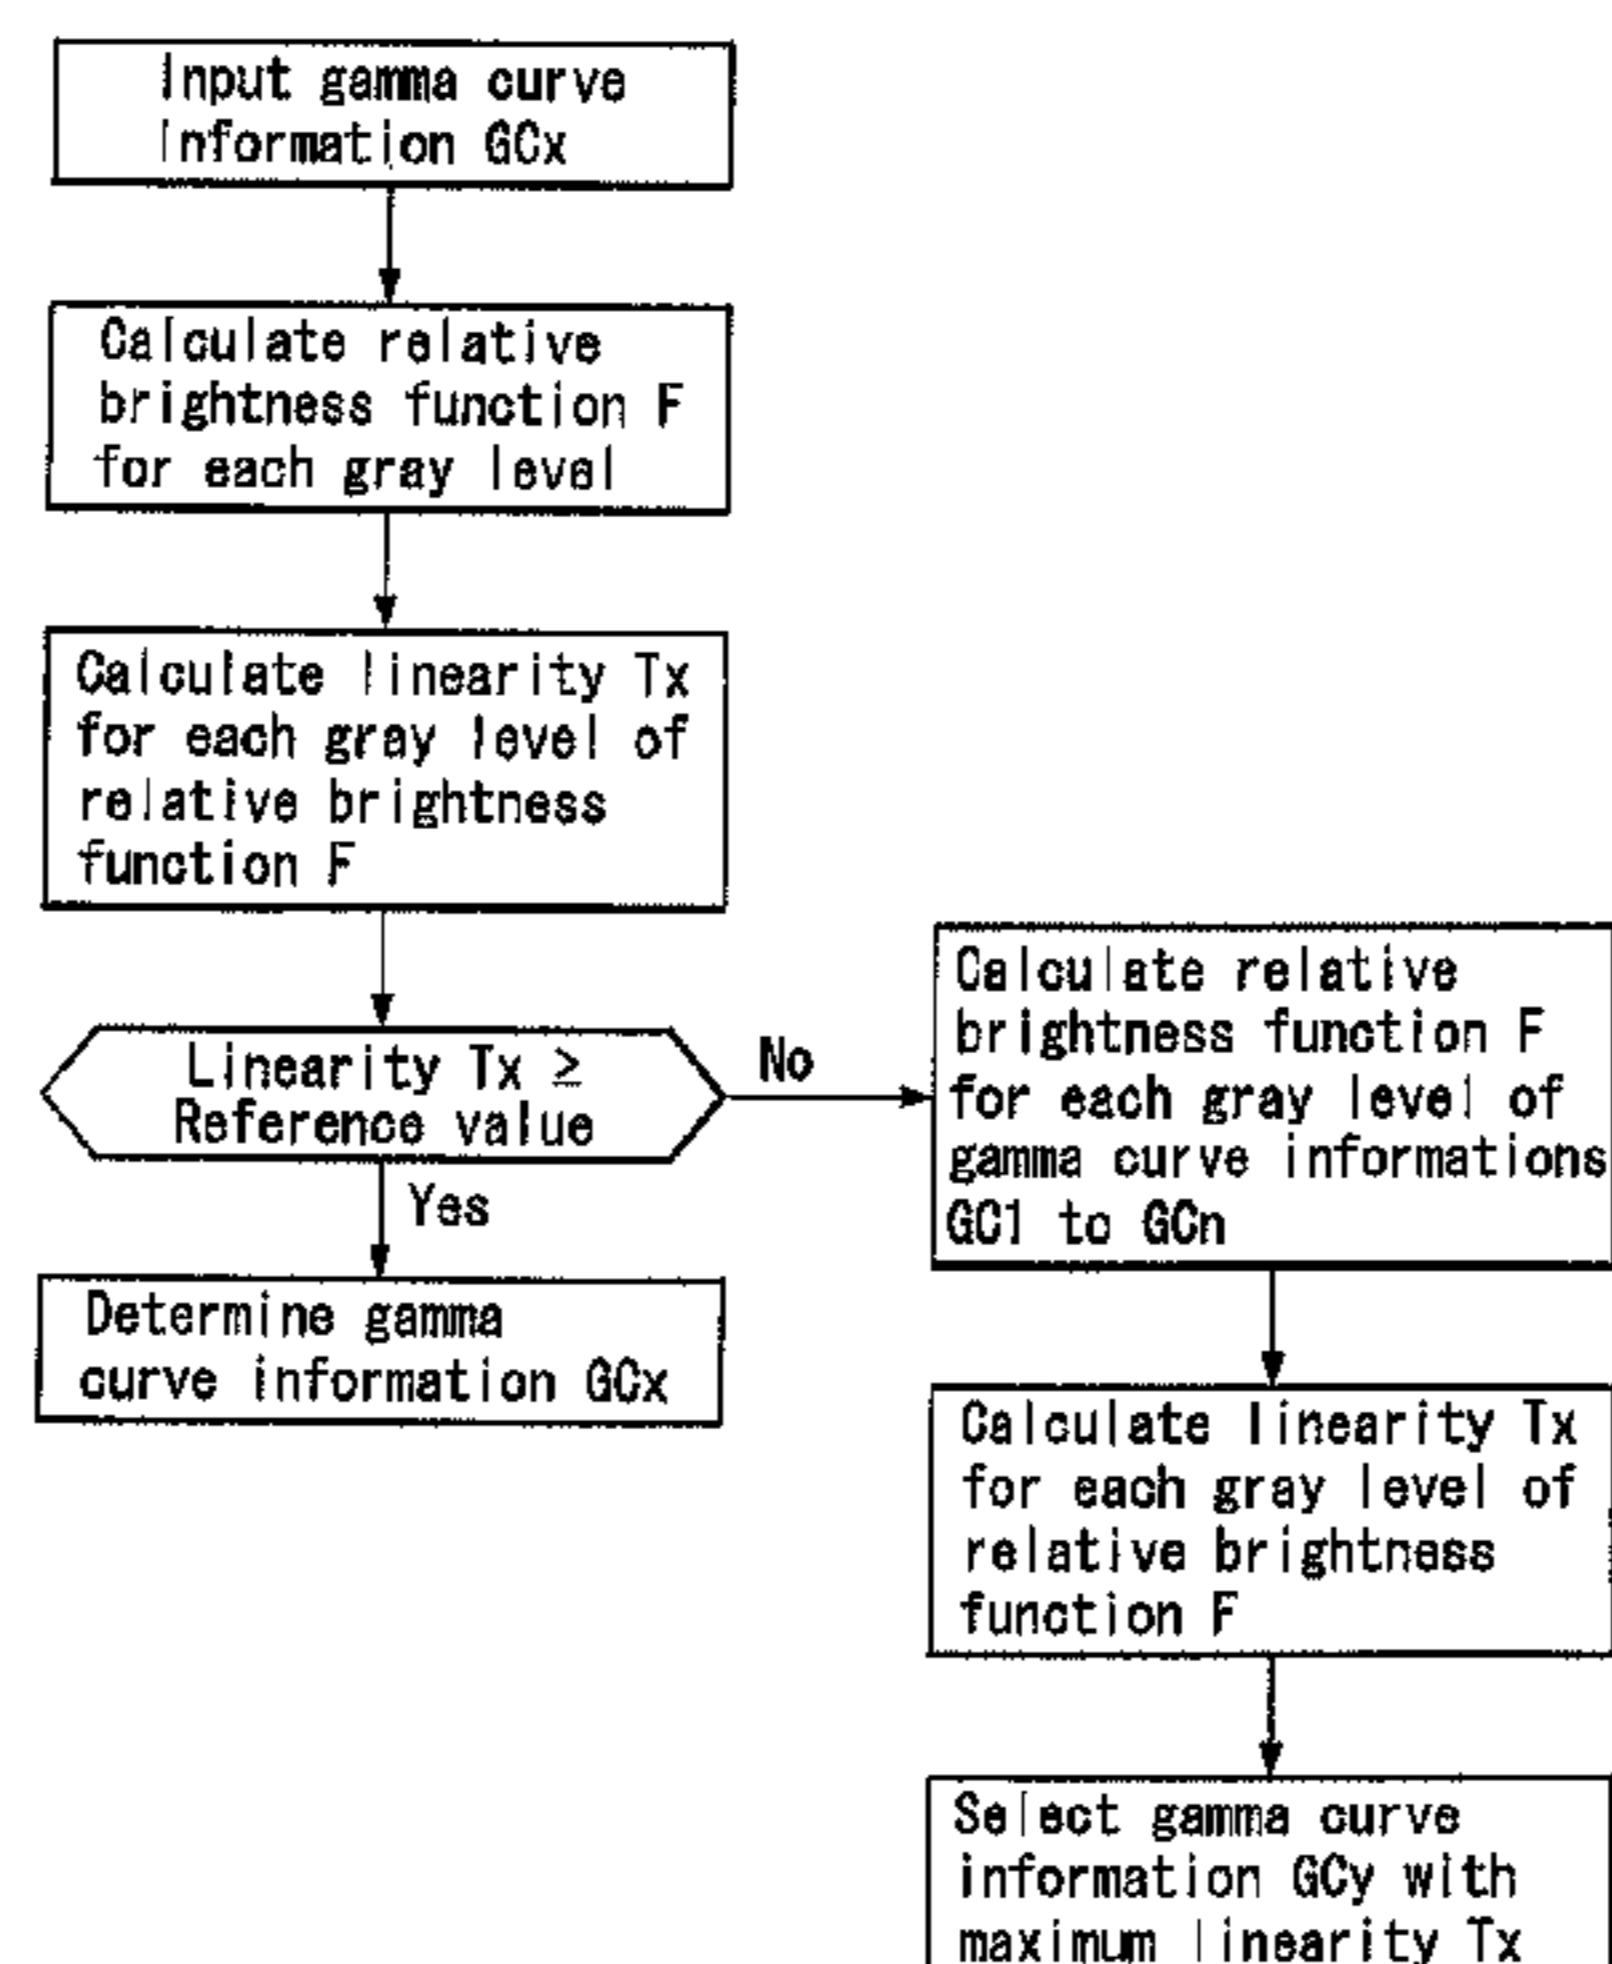 Input gamma curve
information GCx
Calculate relative
brightness function F
for each gray level
Calculate linearity Tx
for each gray level of
relative brightness
function F
Linearity Tx ≥
Reference value
No
Yes
Determine gamma
curve information GCx
Calculate relative
brightness function F
for each gray level of
gamma curve informations
GC1 to GCn
Calculate linearity Tx
for each gray level of
relative brightness
function F
Select gamma curve
information GCy with
maximum linearity Tx